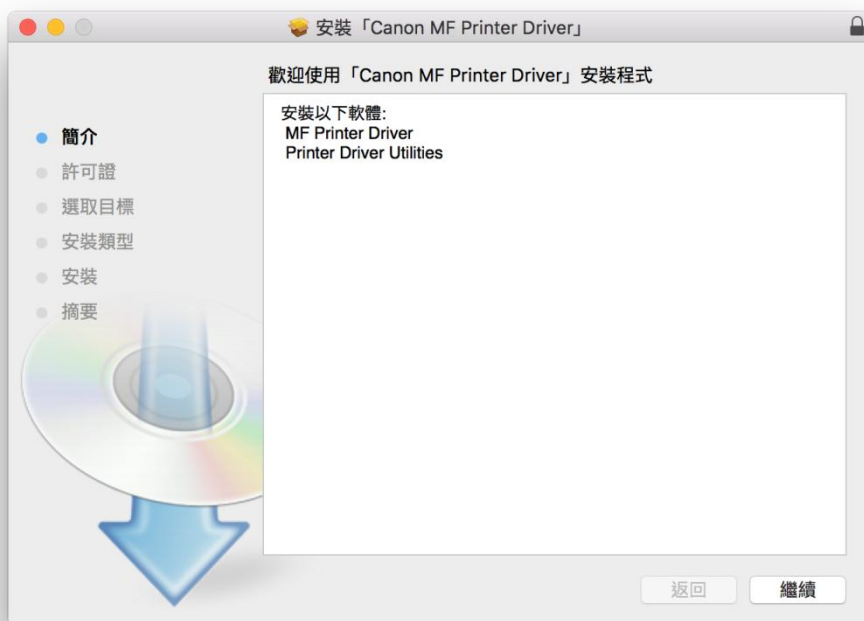 安裝「Canon MF Printer Driver」
歡迎使用「Canon MF Printer Driver」安裝程式
簡介
許可證
選取目標
安裝類型
安裝
摘要
安裝以下軟體:
MF Printer Driver
Printer Driver Utilities
返回
繼續